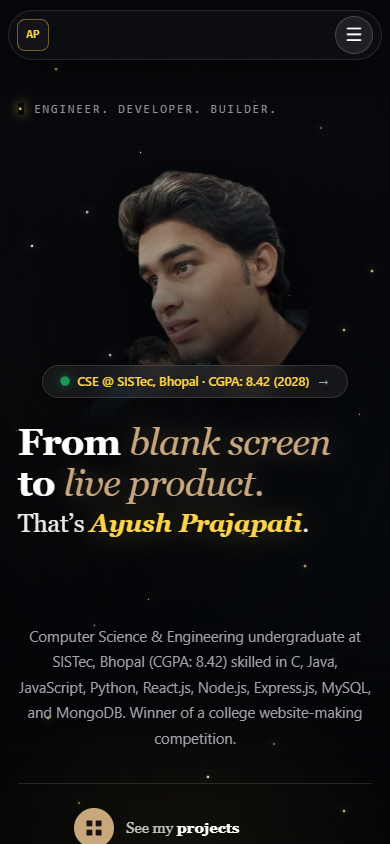 AP
ENGINEER. DEVELOPER. BUILDER.
CSE @ SISTec, Bhopal · CGPA: 8.42 (2028) →
From blank screen
to live product.
That's Ayush Prajapati.
Computer Science & Engineering undergraduate at
SISTec, Bhopal (CGPA: 8.42) skilled in C, Java,
JavaScript, Python, React.js, Node.js, Express.js, MySQL,
and MongoDB. Winner of a college website-making
competition.
See my projects